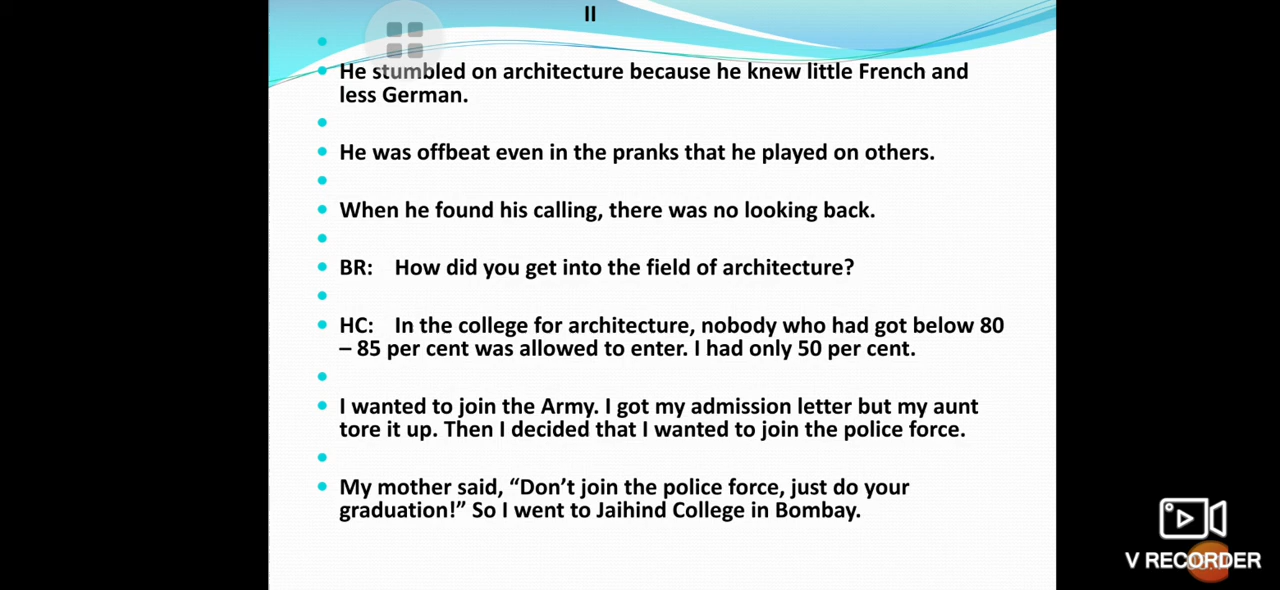 II
He stumbled on architecture because he knew little French and
less German.
He was offbeat even in the pranks that he played on others.
When he found his calling, there was no looking back.
BR: How did you get into the field of architecture?
HC: In the college for architecture, nobody who had got below 80
– 85 per cent was allowed to enter. I had only 50 per cent.
I wanted to join the Army. I got my admission letter but my aunt
tore it up. Then I decided that I wanted to join the police force.
My mother said, “Don’t join the police force, just do your
graduation!” So I went to Jaihind College in Bombay.
V RECORDER